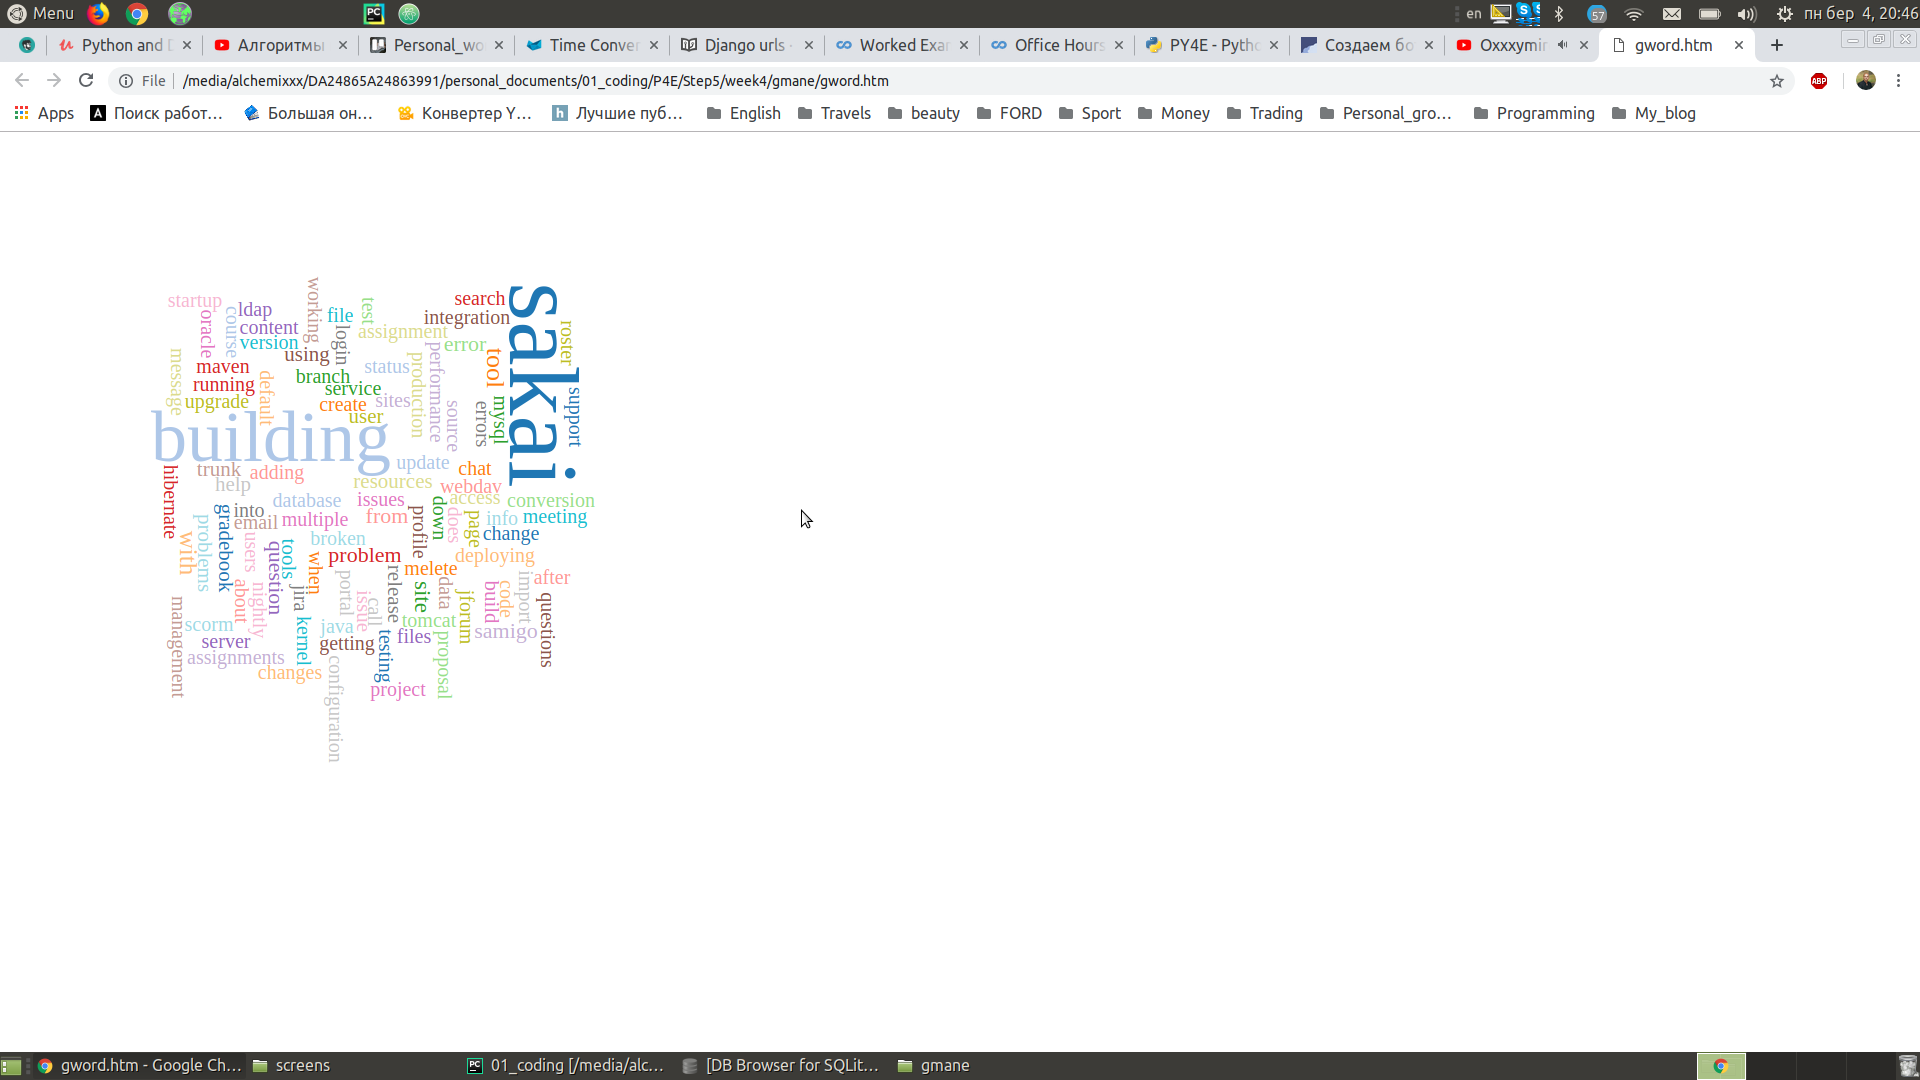 Menu
en
57
пн бер 4, 20:46
Python and D
Алгоритмы
Personal_wo
Time Conver
Django urls -
Worked Exa
Office Hours
PY4E - Pytho
Создаем бо
Oxxxymir
gword.htm
File
/media/alchemixxx/DA24865A24863991/personal_documents/01_coding/P4E/Step5/week4/gmane/gword.htm
ABP
Apps
Поиск работ…
Большая он…
Конвертер Y…
Лучшие пуб…
English
Travels
beauty
FORD
Sport
Money
Trading
Personal_gro…
Programming
My_blog
startup
ldap
working
file
test
search
integration
oracle
course
content
version
login
assignment
error
sakai
roster
message
maven
using
running
default
branch
service
status
production
performance
tool
upgrade
create
sites
user
source
errors
mysql
support
building
hibernate
trunk
adding
help
update
chat
resources
webdav
access
conversion
database
issues
gradebook
into
email
multiple
from
profile
down
does
page
info
meeting
change
with
problems
users
question
tools
broken
when
problem
deploying
melete
after
about
nightly
jira
portal
issue
call
release
site
data
jforum
build
code
import
questions
management
scorm
server
kernel
java
getting
testing
tomcat
files
samigo
proposal
assignments
changes
configuration
project
gword.htm - Google Ch…
screens
PC
01_coding [/media/alc…
[DB Browser for SQLit…
gmane